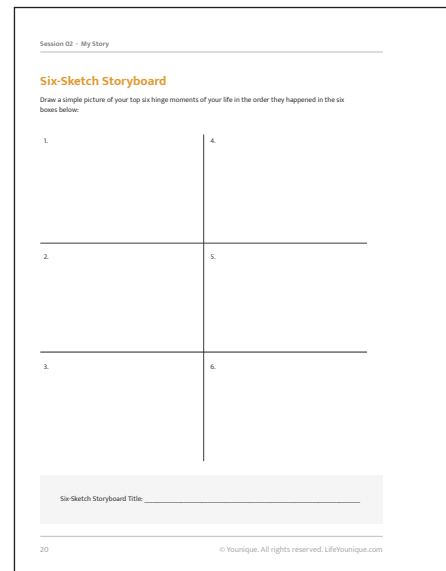 Session 02 - My Story
Six-Sketch Storyboard
Draw a simple picture of your top six hinge moments of your life in the order they happened in the six
boxes below:
1.
2.
3.
4.
5.
6.
Six-Sketch Storyboard Title:
20
© Younique. All rights reserved. LifeYounique.com